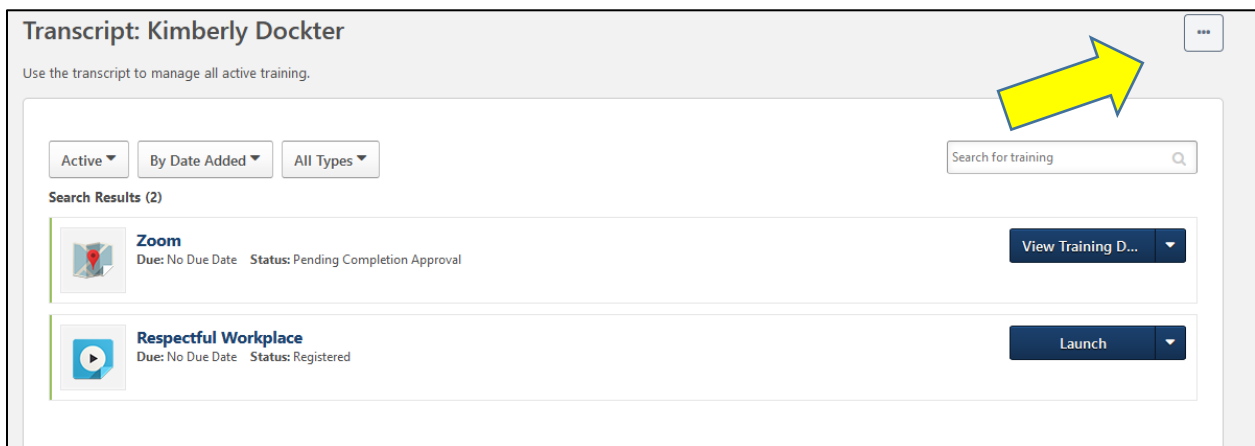 Transcript: Kimberly Dockter
...
Use the transcript to manage all active training.
Active By Date Added All Types Search for training
Search Results (2)
Zoom
Due: No Due Date Status: Pending Completion Approval
View Training D...
Respectful Workplace
Due: No Due Date Status: Registered
Launch